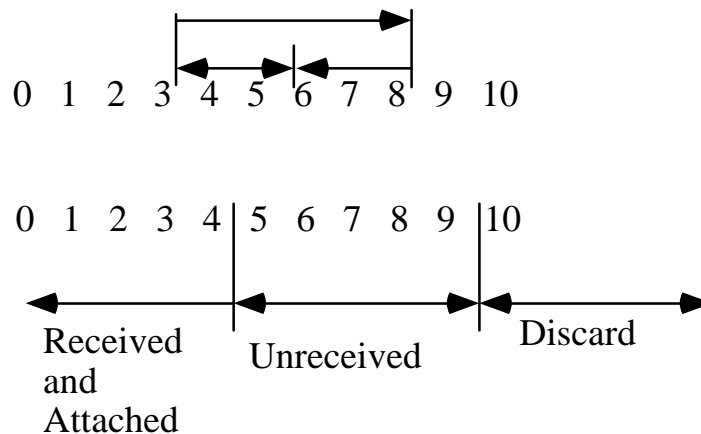 0 1 2 3 4 5 6 7 8 9 10
0 1 2 3 4 5 6 7 8 9 10
Received
and
Attached
Unreceived
Discard